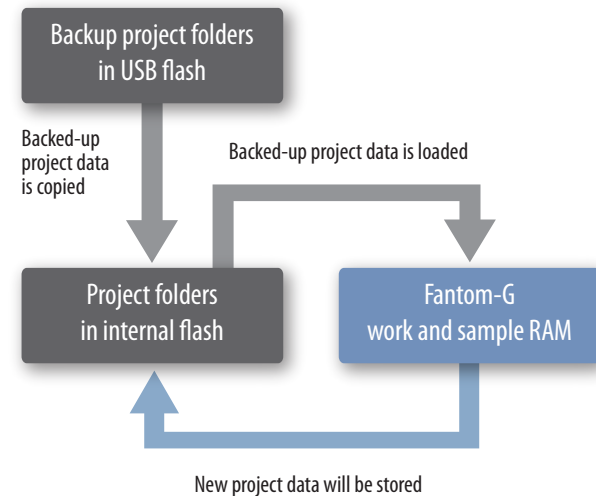 Backup project folders
in USB flash
Backed-up
project data
is copied
Backed-up project data is loaded
Project folders
in internal flash
Fantom-G
work and sample RAM
New project data will be stored